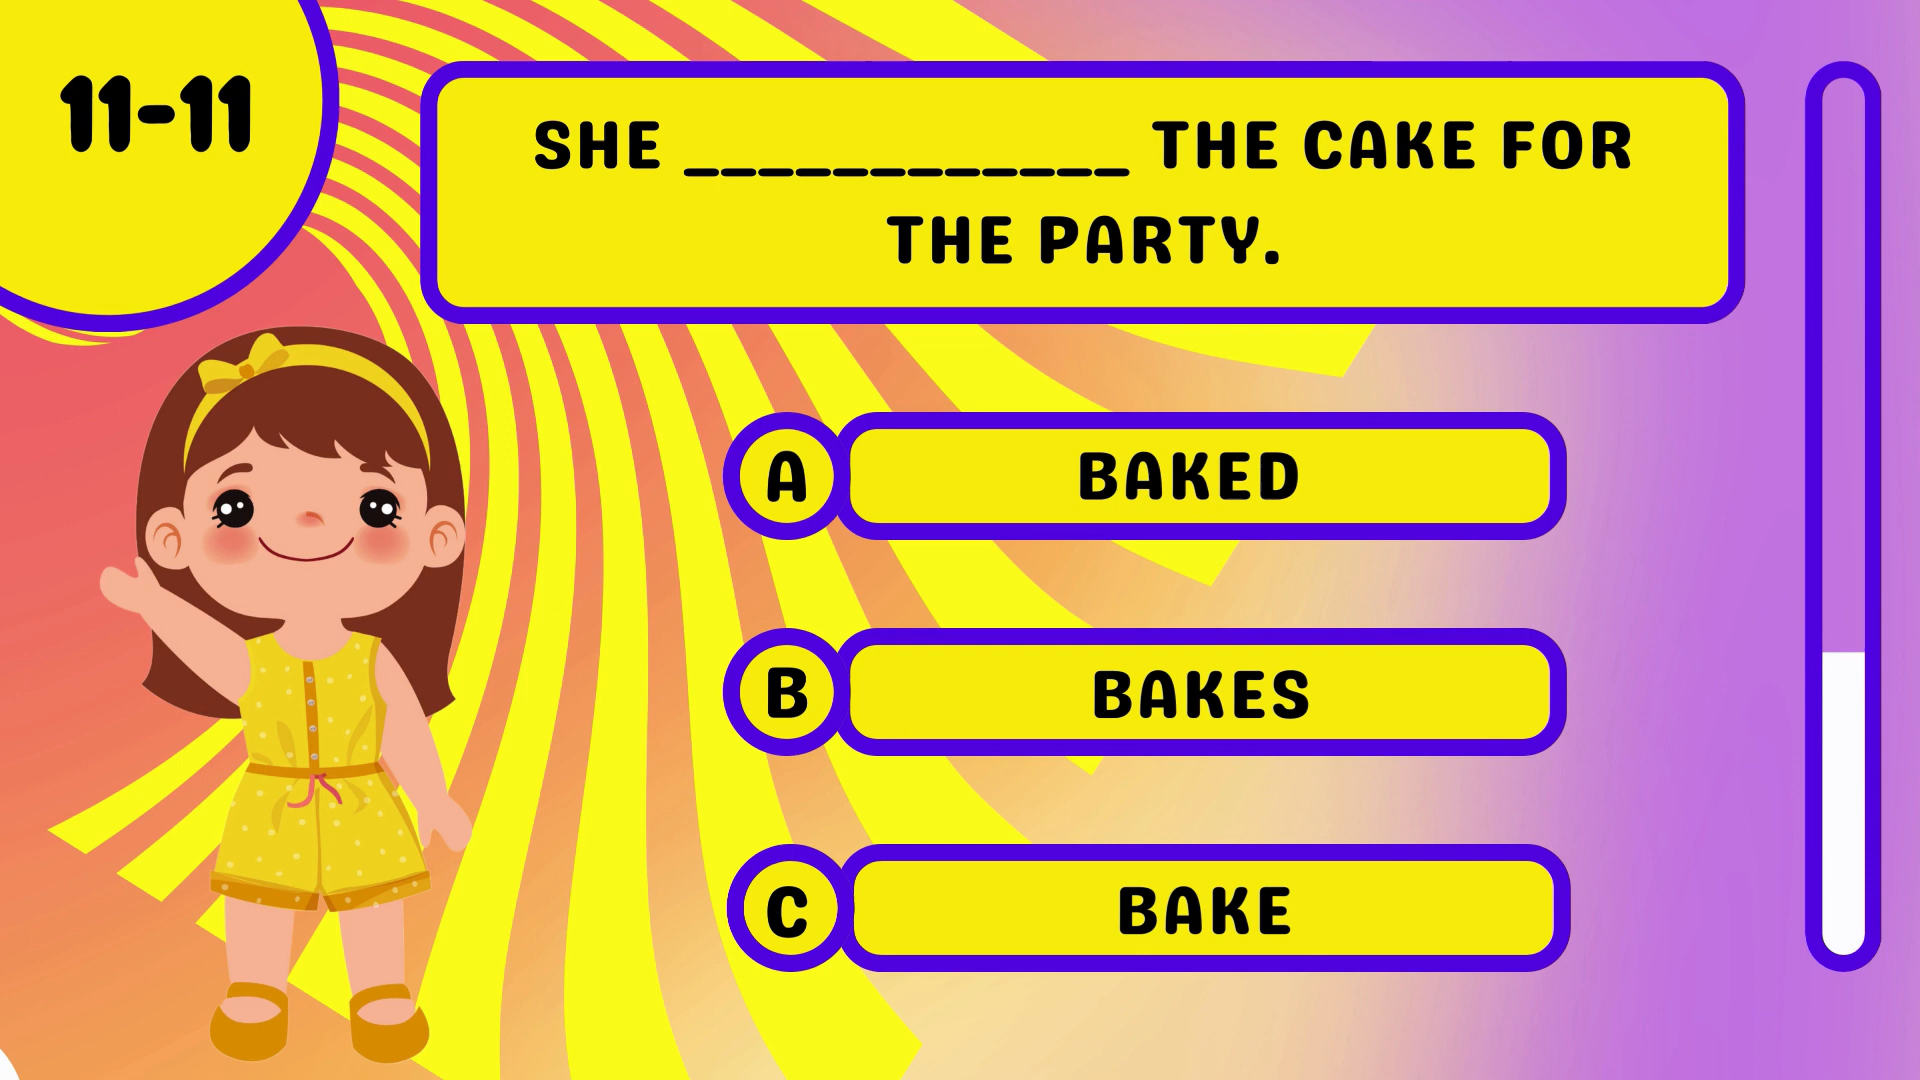 11-11
SHE ____________ THE CAKE FOR
THE PARTY.
A BAKED
B BAKES
C BAKE